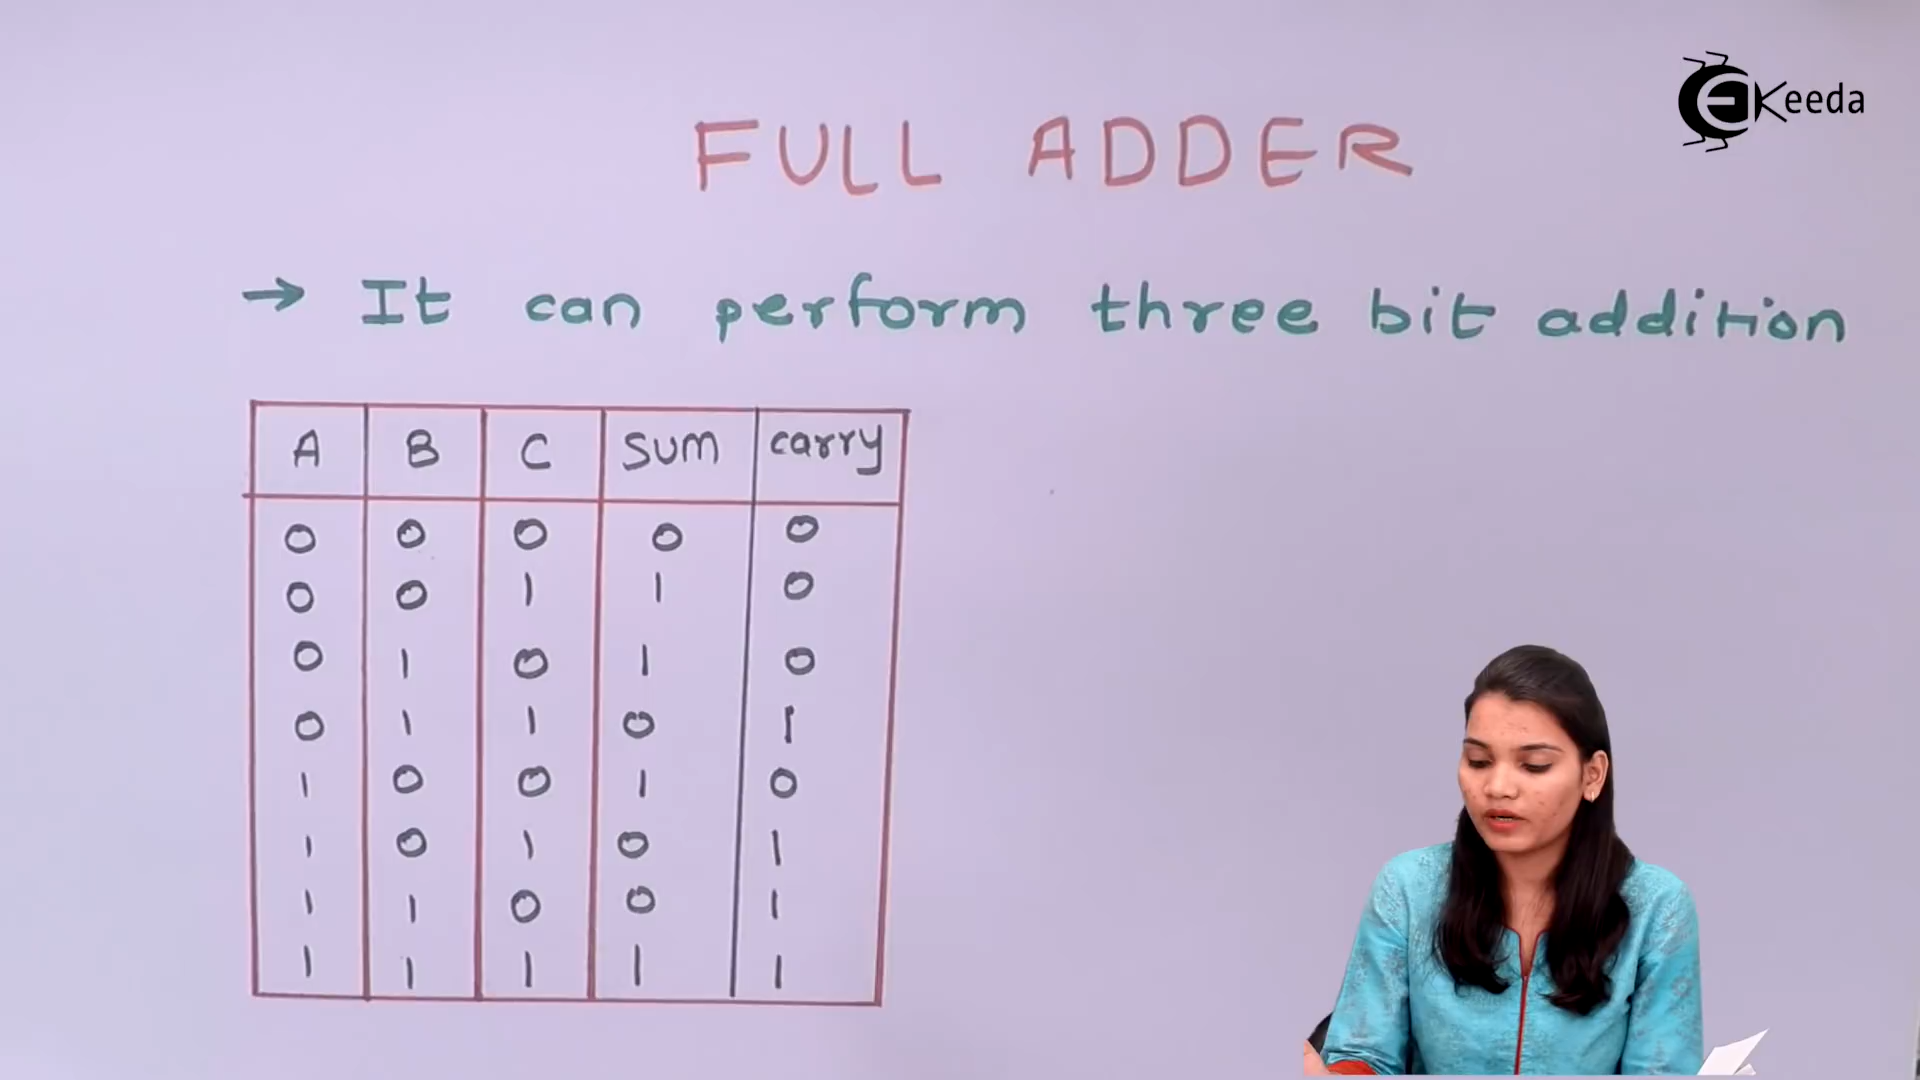 EKeeda
FULL ADDER
→ It can perform three bit addition
A B C SUM carry
0 0 0 0 0
0 0 1 1 0
0 1 0 1 0
0 1 1 0 1
1 0 0 1 0
1 0 1 0 1
1 1 0 0 1
1 1 1 1 1